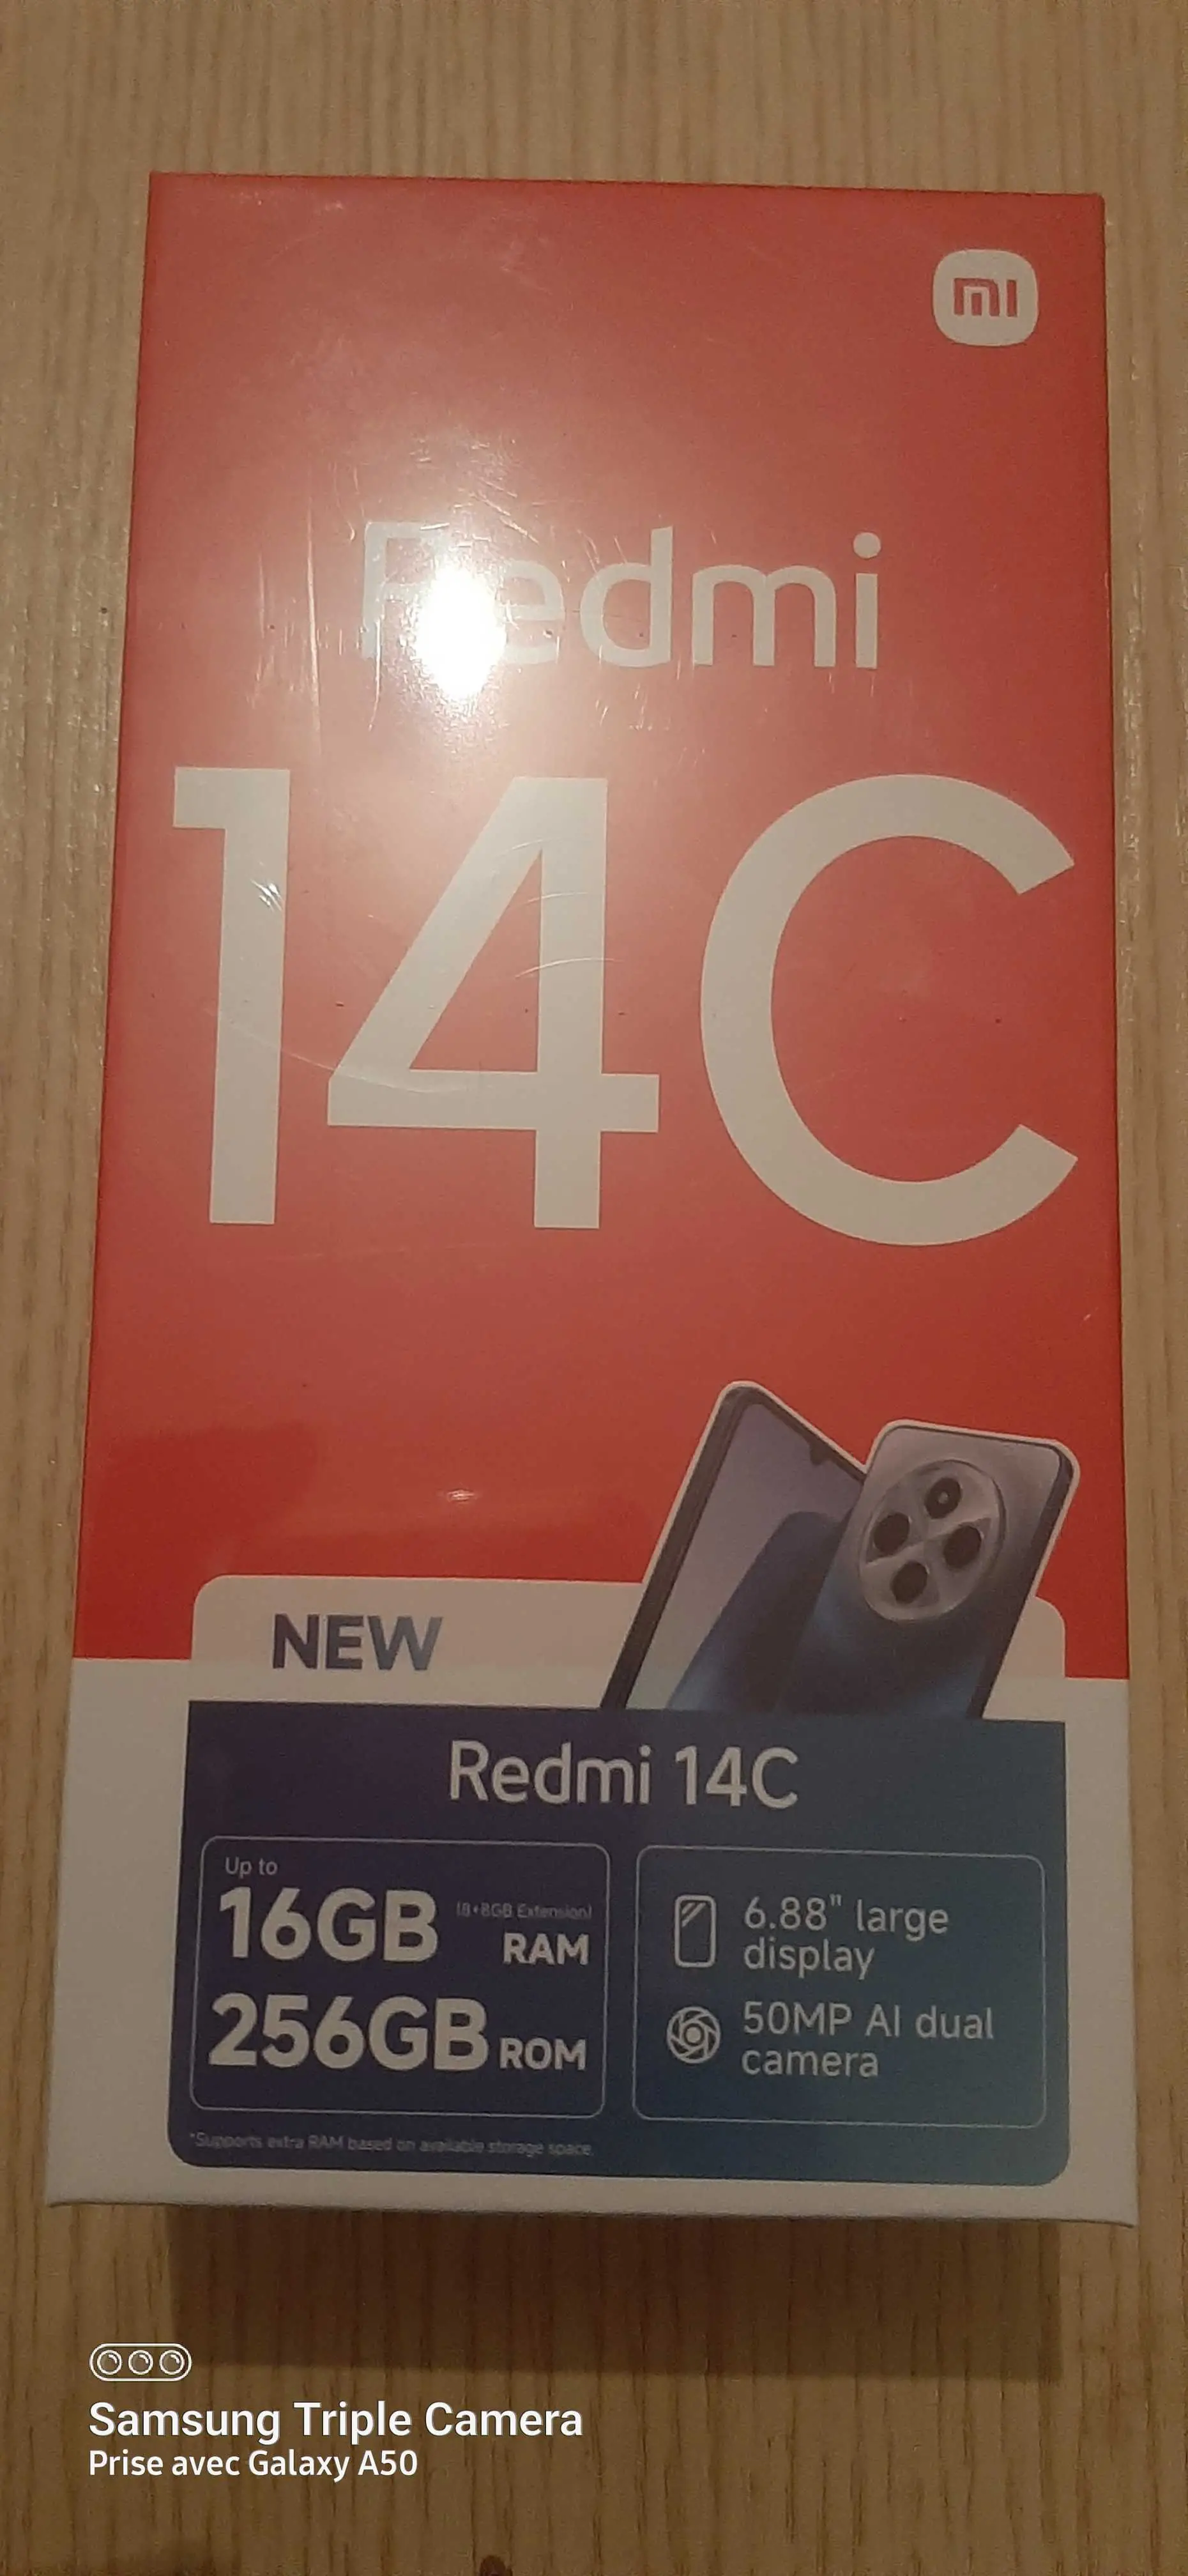 mi
Redmi
14C
NEW
Redmi 14C
Up to
16GB (8+8GB Extension)
RAM
256GB ROM
6.88" large
display
50MP AI dual
camera
*Supports extra RAM based on available storage space.
Samsung Triple Camera
Prise avec Galaxy A50